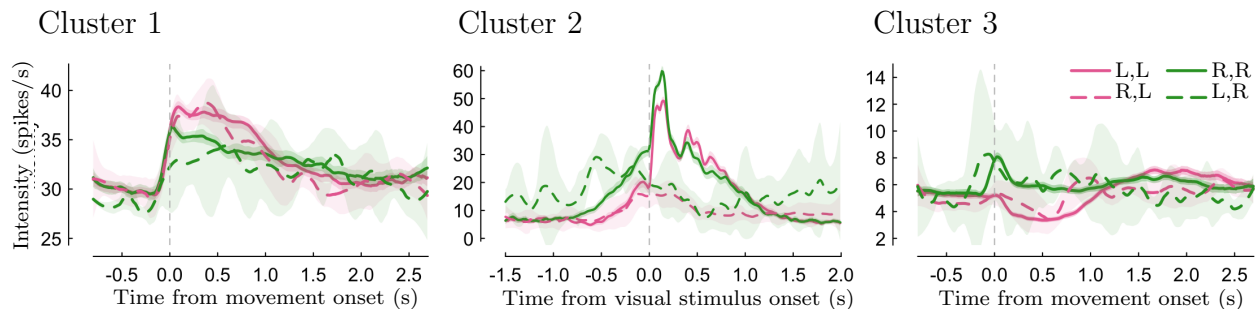 Cluster 1
Cluster 2
Cluster 3
Intensity (spikes/s)
40
35
30
25
-0.5 0.0 0.5 1.0 1.5 2.0 2.5
Time from movement onset (s)
60
50
40
30
20
10
0
-1.5 -1.0 -0.5 0.0 0.5 1.0 1.5 2.0
Time from visual stimulus onset (s)
14
12
10
8
6
4
2
L,L R,R
R,L L,R
-0.5 0.0 0.5 1.0 1.5 2.0 2.5
Time from movement onset (s)